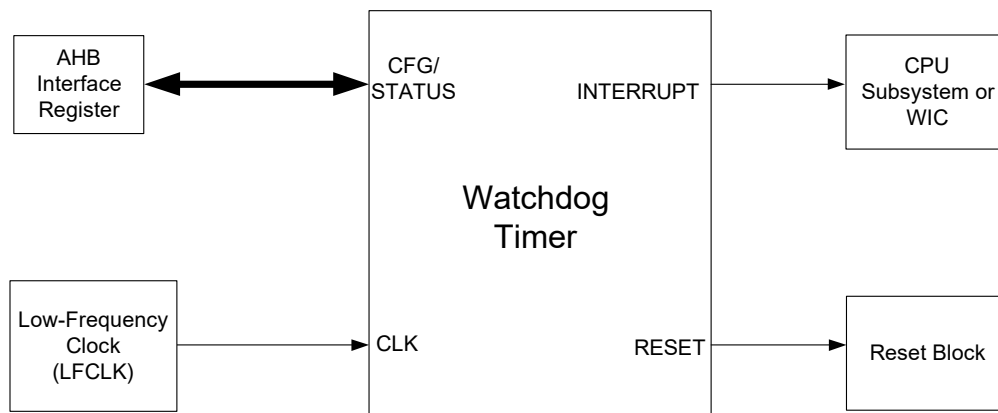 AHB
Interface
Register
CFG/
STATUS
INTERRUPT
CPU
Subsystem or
WIC
Watchdog
Timer
Low-Frequency
Clock
(LFCLK)
CLK
RESET
Reset Block